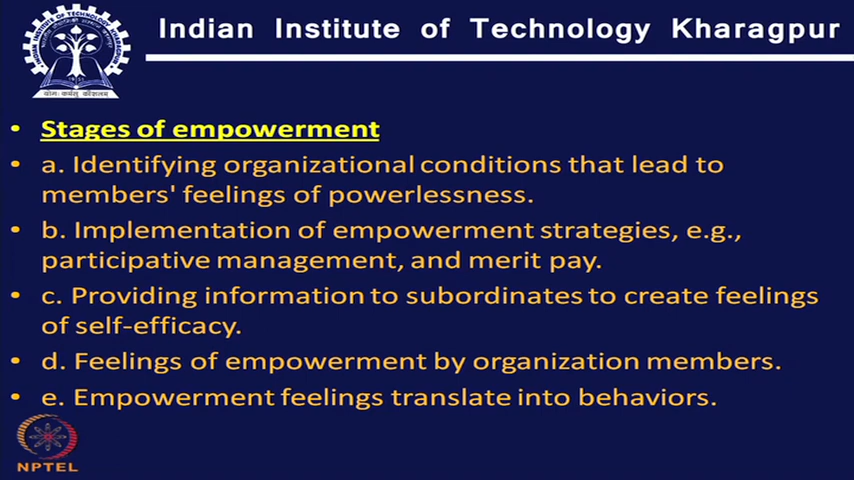 Indian Institute of Technology Kharagpur
• Stages of empowerment
• a. Identifying organizational conditions that lead to
members' feelings of powerlessness.
• b. Implementation of empowerment strategies, e.g.,
participative management, and merit pay.
• c. Providing information to subordinates to create feelings
of self-efficacy.
• d. Feelings of empowerment by organization members.
• e. Empowerment feelings translate into behaviors.
NPTEL